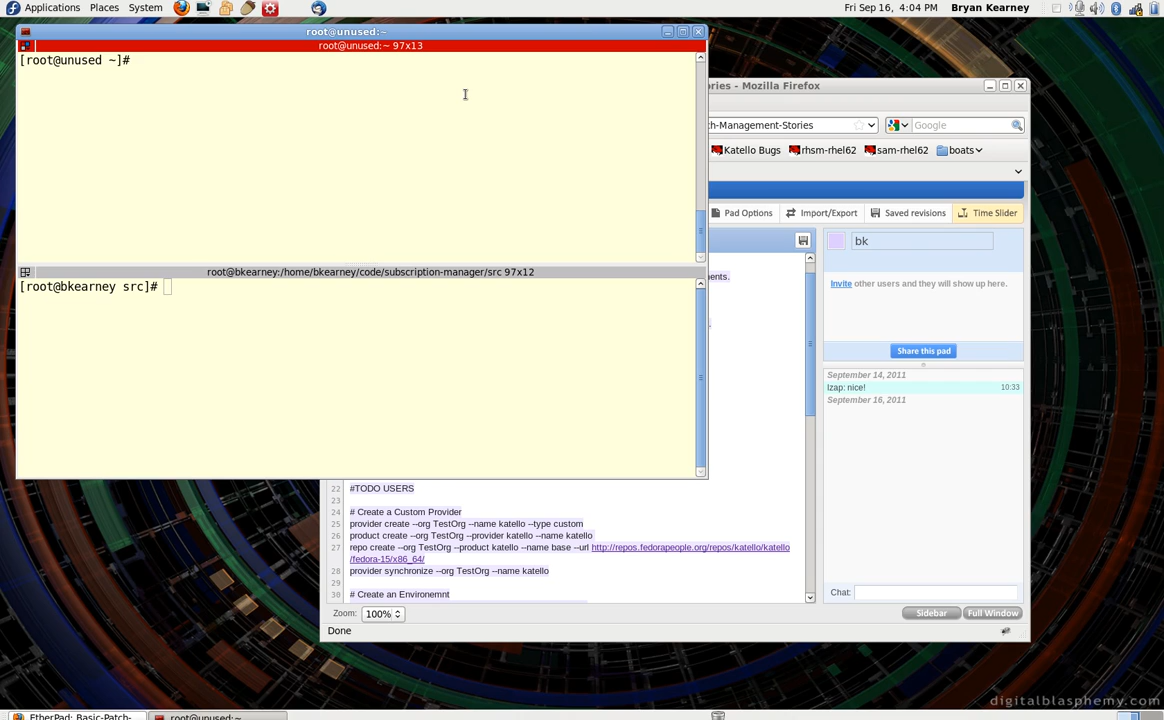 Applications Places System Fri Sep 16, 4:04 PM Bryan Kearney
root@unused:~
root@unused:~ 97x13
[root@unused ~]#
root@bkearney:/home/bkearney/code/subscription-manager/src 97x12
[root@bkearney src]#
ories - Mozilla Firefox
h-Management-Stories
Google
Katello Bugs rhsm-rhel62 sam-rhel62 boats
Pad Options Import/Export Saved revisions Time Slider
bk
ents.
Invite other users and they will show up here.
Share this pad
September 14, 2011
lzap: nice! 10:33
September 16, 2011
22 #TODO USERS
23
24 # Create a Custom Provider
25 provider create --org TestOrg --name katello --type custom
26 product create --org TestOrg --provider katello --name katello
27 repo create --org TestOrg --product katello --name base --url http://repos.fedorapeople.org/repos/katello/katello
/fedora-15/x86_64/
28 provider synchronize --org TestOrg --name katello
29
30 # Create an Environemnt
Chat:
Zoom: 100% Sidebar Full Window
Done
digitalblasphemy.com
EtherPad: Basic-Patch-... root@unused:~